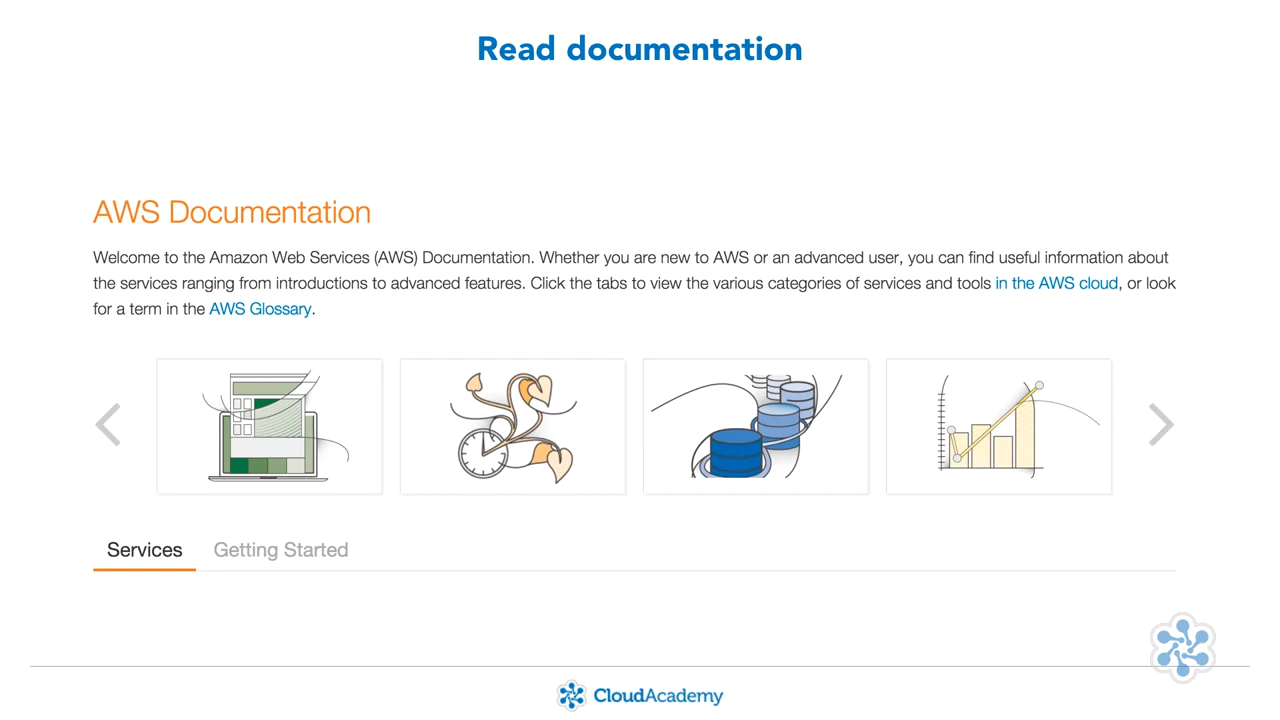 Read documentation
AWS Documentation
Welcome to the Amazon Web Services (AWS) Documentation. Whether you are new to AWS or an advanced user, you can find useful information about
the services ranging from introductions to advanced features. Click the tabs to view the various categories of services and tools in the AWS cloud, or look
for a term in the AWS Glossary.
Services Getting Started
CloudAcademy